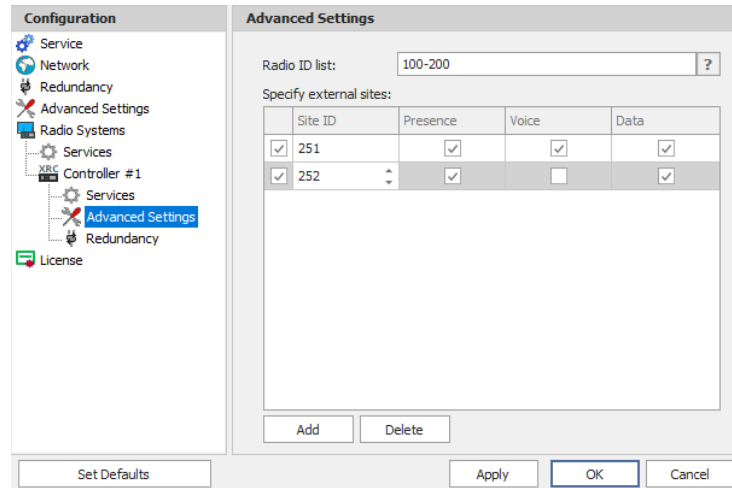 Configuration
Service
Network
Redundancy
Advanced Settings
Radio Systems
Services
XRC Controller #1
Services
Advanced Settings
Redundancy
License
Set Defaults
Advanced Settings
Radio ID list: 100-200 ?
Specify external sites:
Site ID Presence Voice Data
251
252
Add Delete
Apply OK Cancel